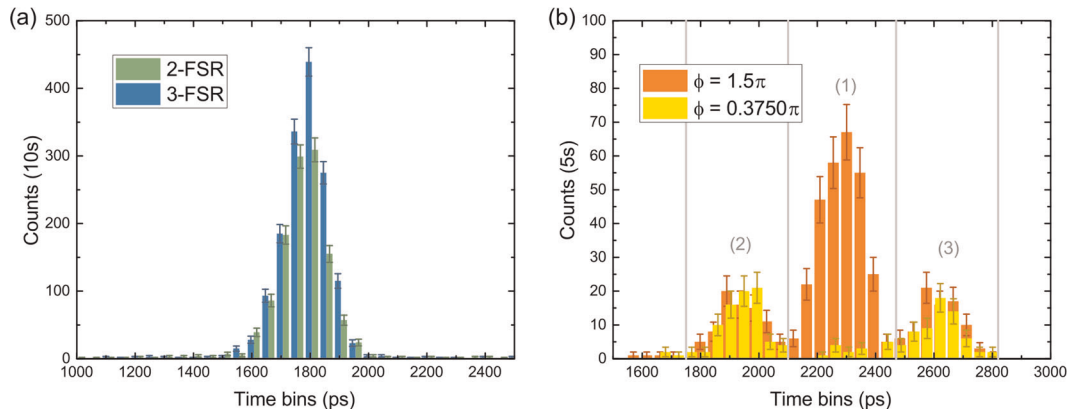 (a)
500
400
300
200
100
0
Counts (10s)
2-FSR
3-FSR
1000 1200 1400 1600 1800 2000 2200 2400
Time bins (ps)
(b)
100
90
80
70
60
50
40
30
20
10
0
Counts (5s)
ϕ = 1.5π
ϕ = 0.3750π
(1)
(2)
(3)
1600 1800 2000 2200 2400 2600 2800 3000
Time bins (ps)